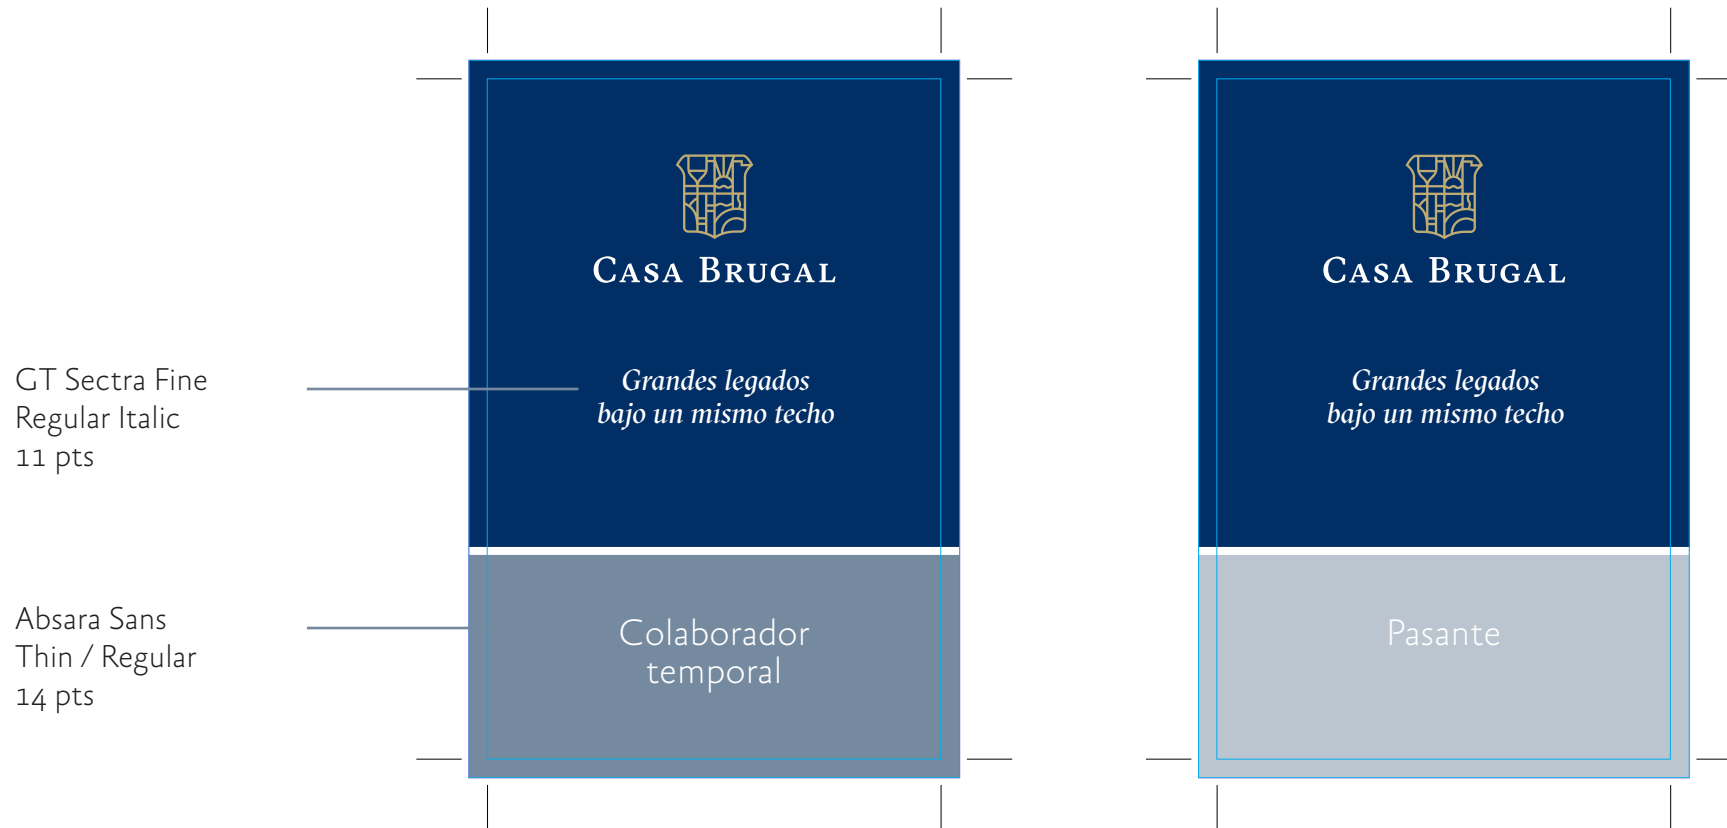 GT Sectra Fine
Regular Italic
11 pts
Absara Sans
Thin / Regular
14 pts
CASA BRUGAL
Grandes legados
bajo un mismo techo
Colaborador
temporal
CASA BRUGAL
Grandes legados
bajo un mismo techo
Pasante